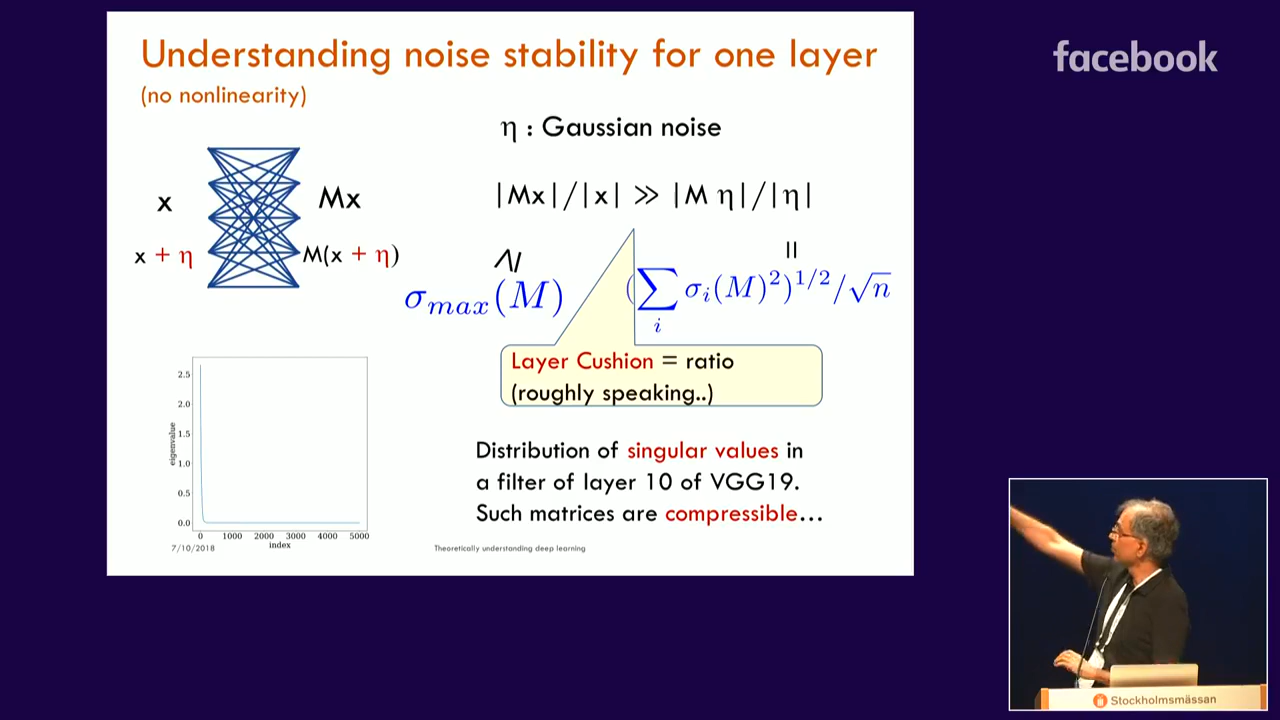 Understanding noise stability for one layer
(no nonlinearity)
facebook
η : Gaussian noise
x
Mx
|Mx|/|x| ≫ |M η|/|η|
x + η
M(x + η)
≤
=
σ_max(M)
(∑_i σ_i(M)^2)^{1/2}/√n
Layer Cushion = ratio
(roughly speaking..)
2.5
2.0
1.5
1.0
0.5
0.0
eigenvalue
0 1000 2000 3000 4000 5000
index
Distribution of singular values in
a filter of layer 10 of VGG19.
Such matrices are compressible...
7/10/2018
Theoretically understanding deep learning
Stockholmsmässan